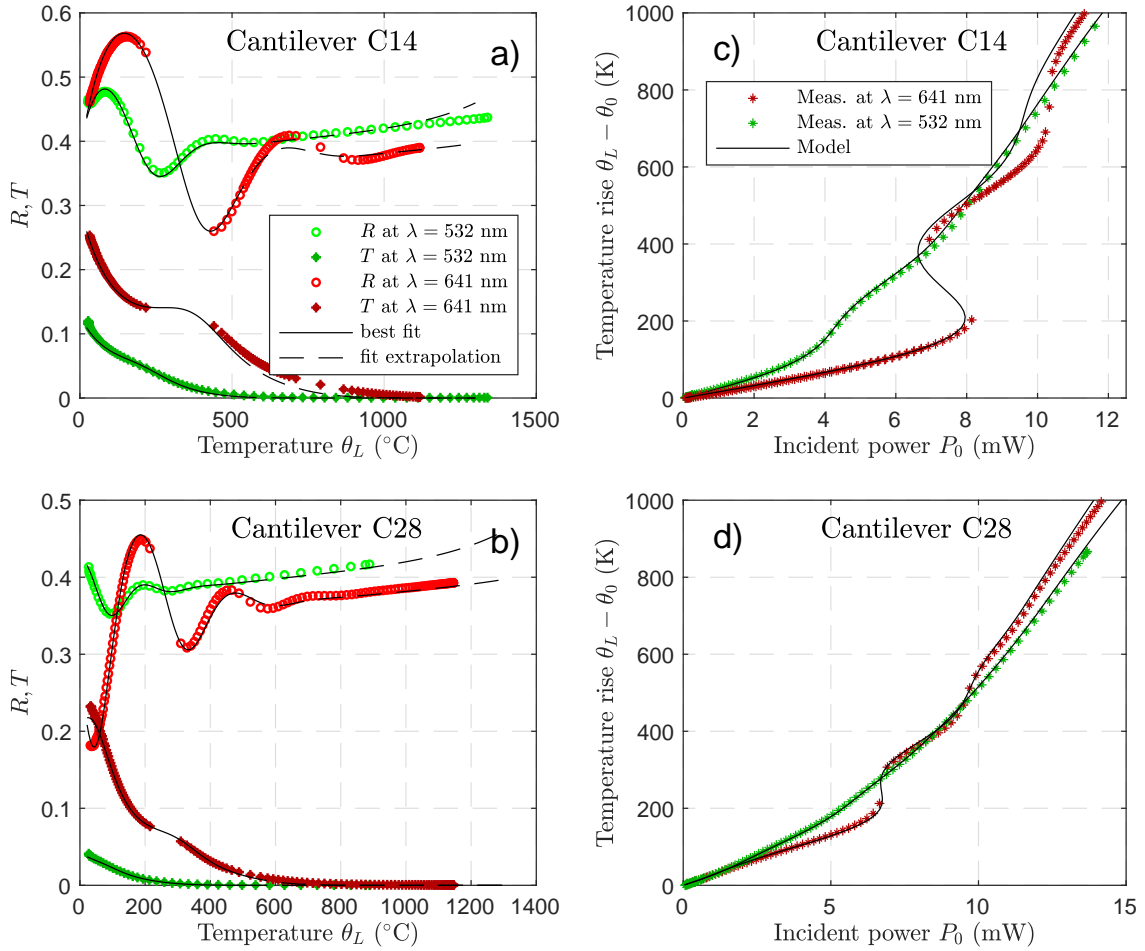 Cantilever C14
a)
R, T
0.6
0.5
0.4
0.3
0.2
0.1
0
R at λ = 532 nm
T at λ = 532 nm
R at λ = 641 nm
T at λ = 641 nm
best fit
fit extrapolation
0 500 1000 1500
Temperature θ_L (°C)
Cantilever C14
c)
Temperature rise θ_L − θ_0 (K)
1000
800
600
400
200
0
Meas. at λ = 641 nm
Meas. at λ = 532 nm
Model
0 2 4 6 8 10 12
Incident power P_0 (mW)
Cantilever C28
b)
R, T
0.5
0.4
0.3
0.2
0.1
0
0 200 400 600 800 1000 1200 1400
Temperature θ_L (°C)
Cantilever C28
d)
Temperature rise θ_L − θ_0 (K)
1000
800
600
400
200
0
0 5 10 15
Incident power P_0 (mW)